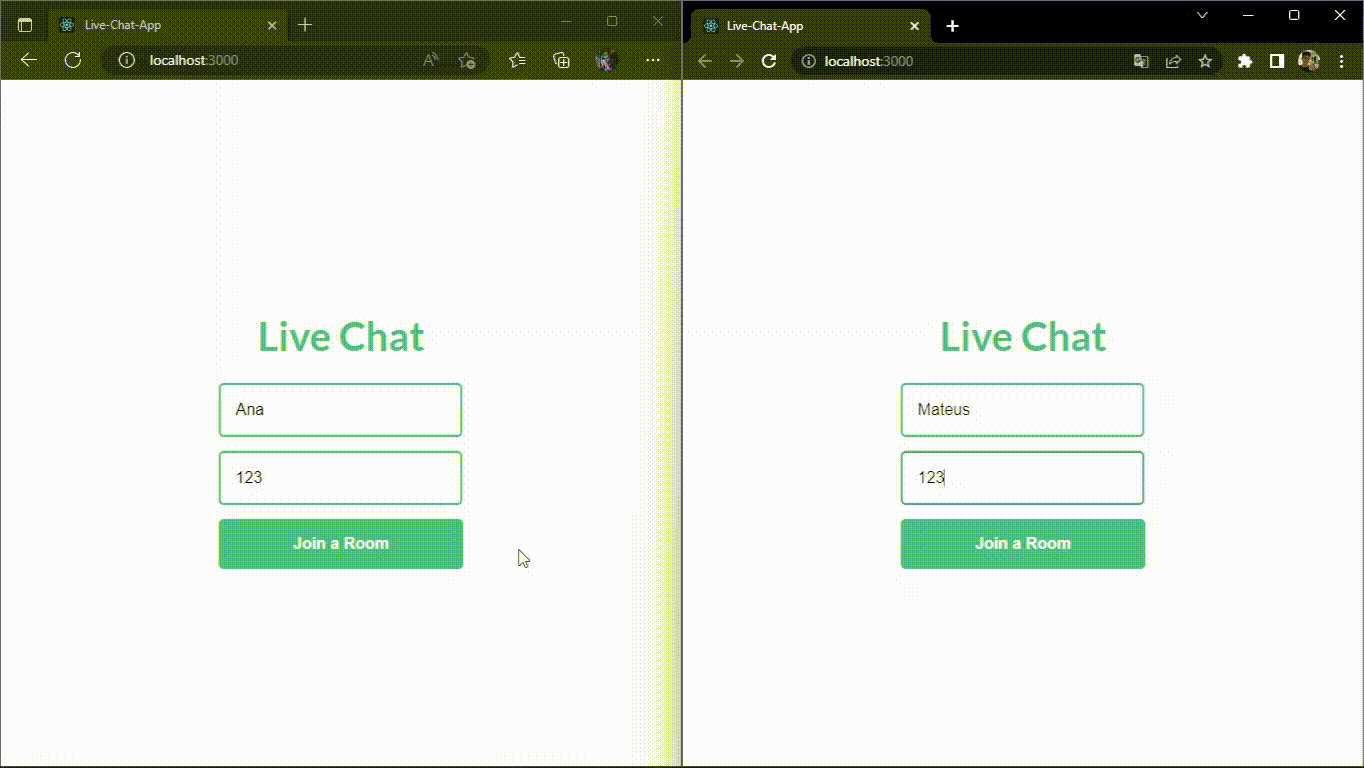 Live-Chat-App
localhost:3000
Live Chat
Ana
123
Join a Room
Live-Chat-App
localhost:3000
Live Chat
Mateus
123
Join a Room